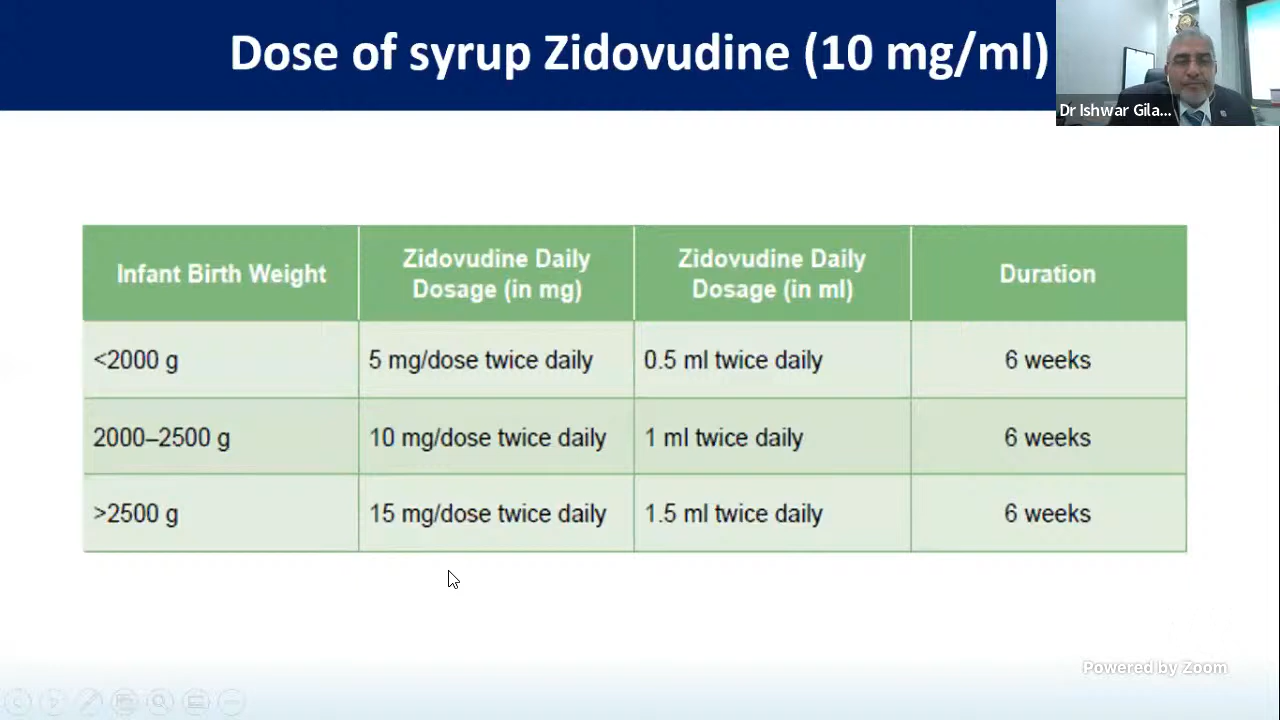 Dose of syrup Zidovudine (10 mg/ml)
Dr Ishwar Gila...
Infant Birth Weight
Zidovudine Daily
Dosage (in mg)
Zidovudine Daily
Dosage (in ml)
Duration
<2000 g
5 mg/dose twice daily
0.5 ml twice daily
6 weeks
2000–2500 g
10 mg/dose twice daily
1 ml twice daily
6 weeks
>2500 g
15 mg/dose twice daily
1.5 ml twice daily
6 weeks
Powered by Zoom